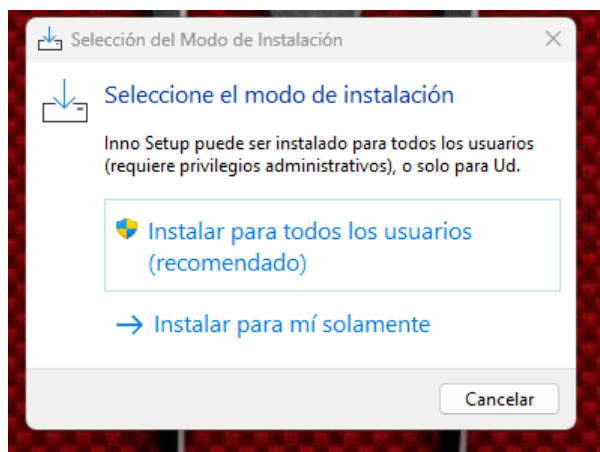 Selección del Modo de Instalación
Seleccione el modo de instalación
Inno Setup puede ser instalado para todos los usuarios
(requiere privilegios administrativos), o solo para Ud.
Instalar para todos los usuarios
(recomendado)
Instalar para mí solamente
Cancelar